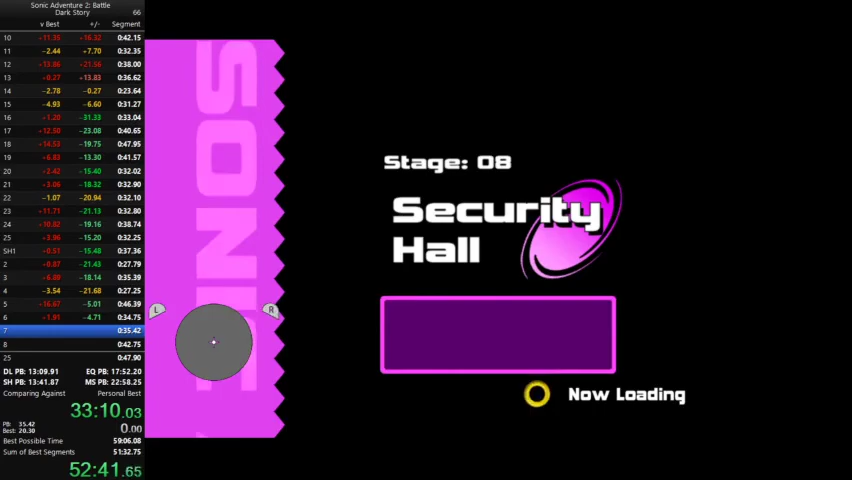 Sonic Adventure 2: Battle
Dark Story 66
v Best +/- Segment
10 +11.35 +16.32 0:42.15
11 −2.44 +7.70 0:32.35
12 −13.86 −21.56 0:38.00
13 +0.27 +13.83 0:36.62
14 −2.78 −0.27 0:23.64
15 −4.93 −6.60 0:31.27
16 +1.20 −31.33 0:33.04
17 +12.50 −23.08 0:40.65
18 +14.53 −19.75 0:47.95
19 +6.83 −13.30 0:41.57
20 +2.42 −15.40 0:32.02
21 +3.06 −18.32 0:32.90
22 −1.07 −20.94 0:32.10
23 +11.71 −21.13 0:32.80
24 +10.82 −19.16 0:38.74
25 +3.96 −15.20 0:32.25
SH1 +0.51 −15.48 0:37.36
2 +0.87 −21.43 0:27.79
3 +6.80 −18.14 0:35.39
4 −3.54 −21.68 0:27.25
5 +16.67 −5.01 0:46.39
6 +1.91 −4.71 0:34.75
7 0:35.42
8 0:42.75
25 0:47.90
DL PB: 13:09.91 EQ PB: 17:52.20
SH PB: 13:41.87 MS PB: 22:58.25
Comparing Against Personal Best
33:10.03
PB: 35.42
Best: 20.30
0.00
Best Possible Time 59:06.08
Sum of Best Segments 51:32.75
52:41.65
SONIC
L
R
Stage: 08
Security
Hall
Now Loading